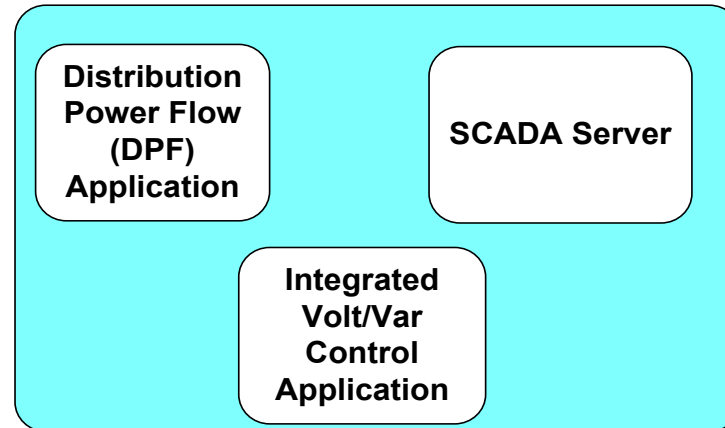 Distribution
Power Flow
(DPF)
Application
SCADA Server
Integrated
Volt/Var
Control
Application